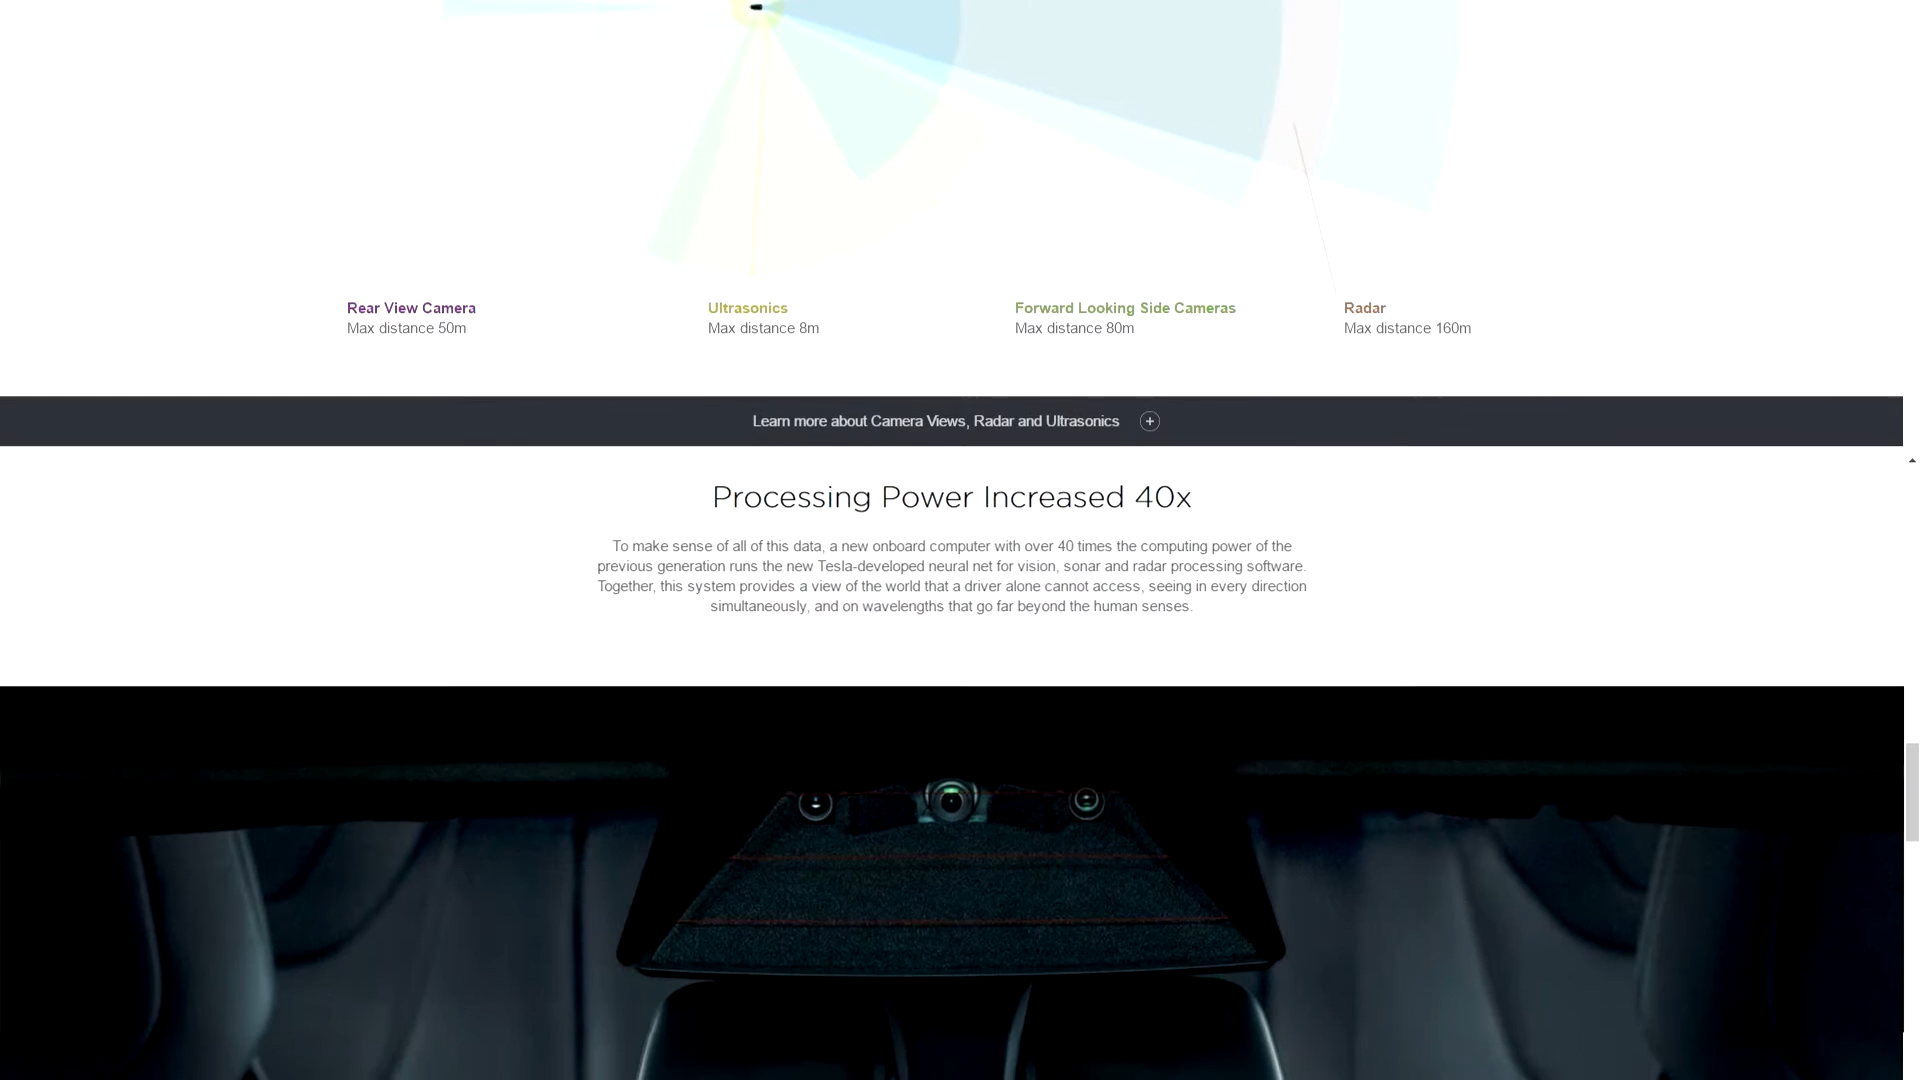 Rear View Camera
Max distance 50m
Ultrasonics
Max distance 8m
Forward Looking Side Cameras
Max distance 80m
Radar
Max distance 160m
Learn more about Camera Views, Radar and Ultrasonics
Processing Power Increased 40x
To make sense of all of this data, a new onboard computer with over 40 times the computing power of the
previous generation runs the new Tesla-developed neural net for vision, sonar and radar processing software.
Together, this system provides a view of the world that a driver alone cannot access, seeing in every direction
simultaneously, and on wavelengths that go far beyond the human senses.